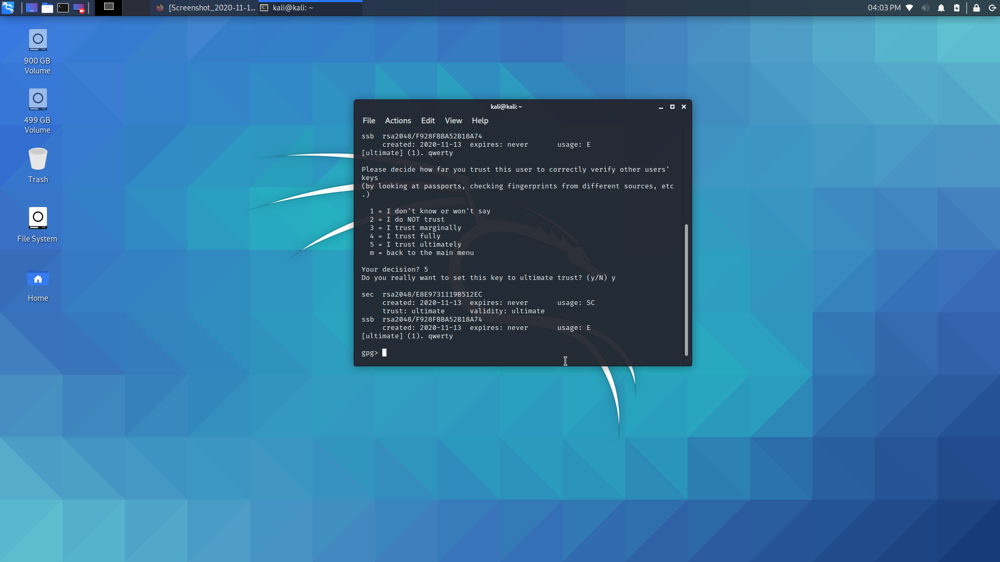 [Screenshot_2020-11-1...
kali@kali: ~
04:03 PM
900 GB
Volume
499 GB
Volume
Trash
File System
Home
kali@kali: ~
File Actions Edit View Help
ssb  rsa2048/F928FBBA52B18A74
     created: 2020-11-13  expires: never       usage: E
[ultimate] (1). qwerty
Please decide how far you trust this user to correctly verify other users'
keys
(by looking at passports, checking fingerprints from different sources, etc
.)
  1 = I don't know or won't say
  2 = I do NOT trust
  3 = I trust marginally
  4 = I trust fully
  5 = I trust ultimately
  m = back to the main menu
Your decision? 5
Do you really want to set this key to ultimate trust? (y/N) y
sec  rsa2048/E8E9731119B512EC
     created: 2020-11-13  expires: never       usage: SC
     trust: ultimate      validity: ultimate
ssb  rsa2048/F928FBBA52B18A74
     created: 2020-11-13  expires: never       usage: E
[ultimate] (1). qwerty
gpg>